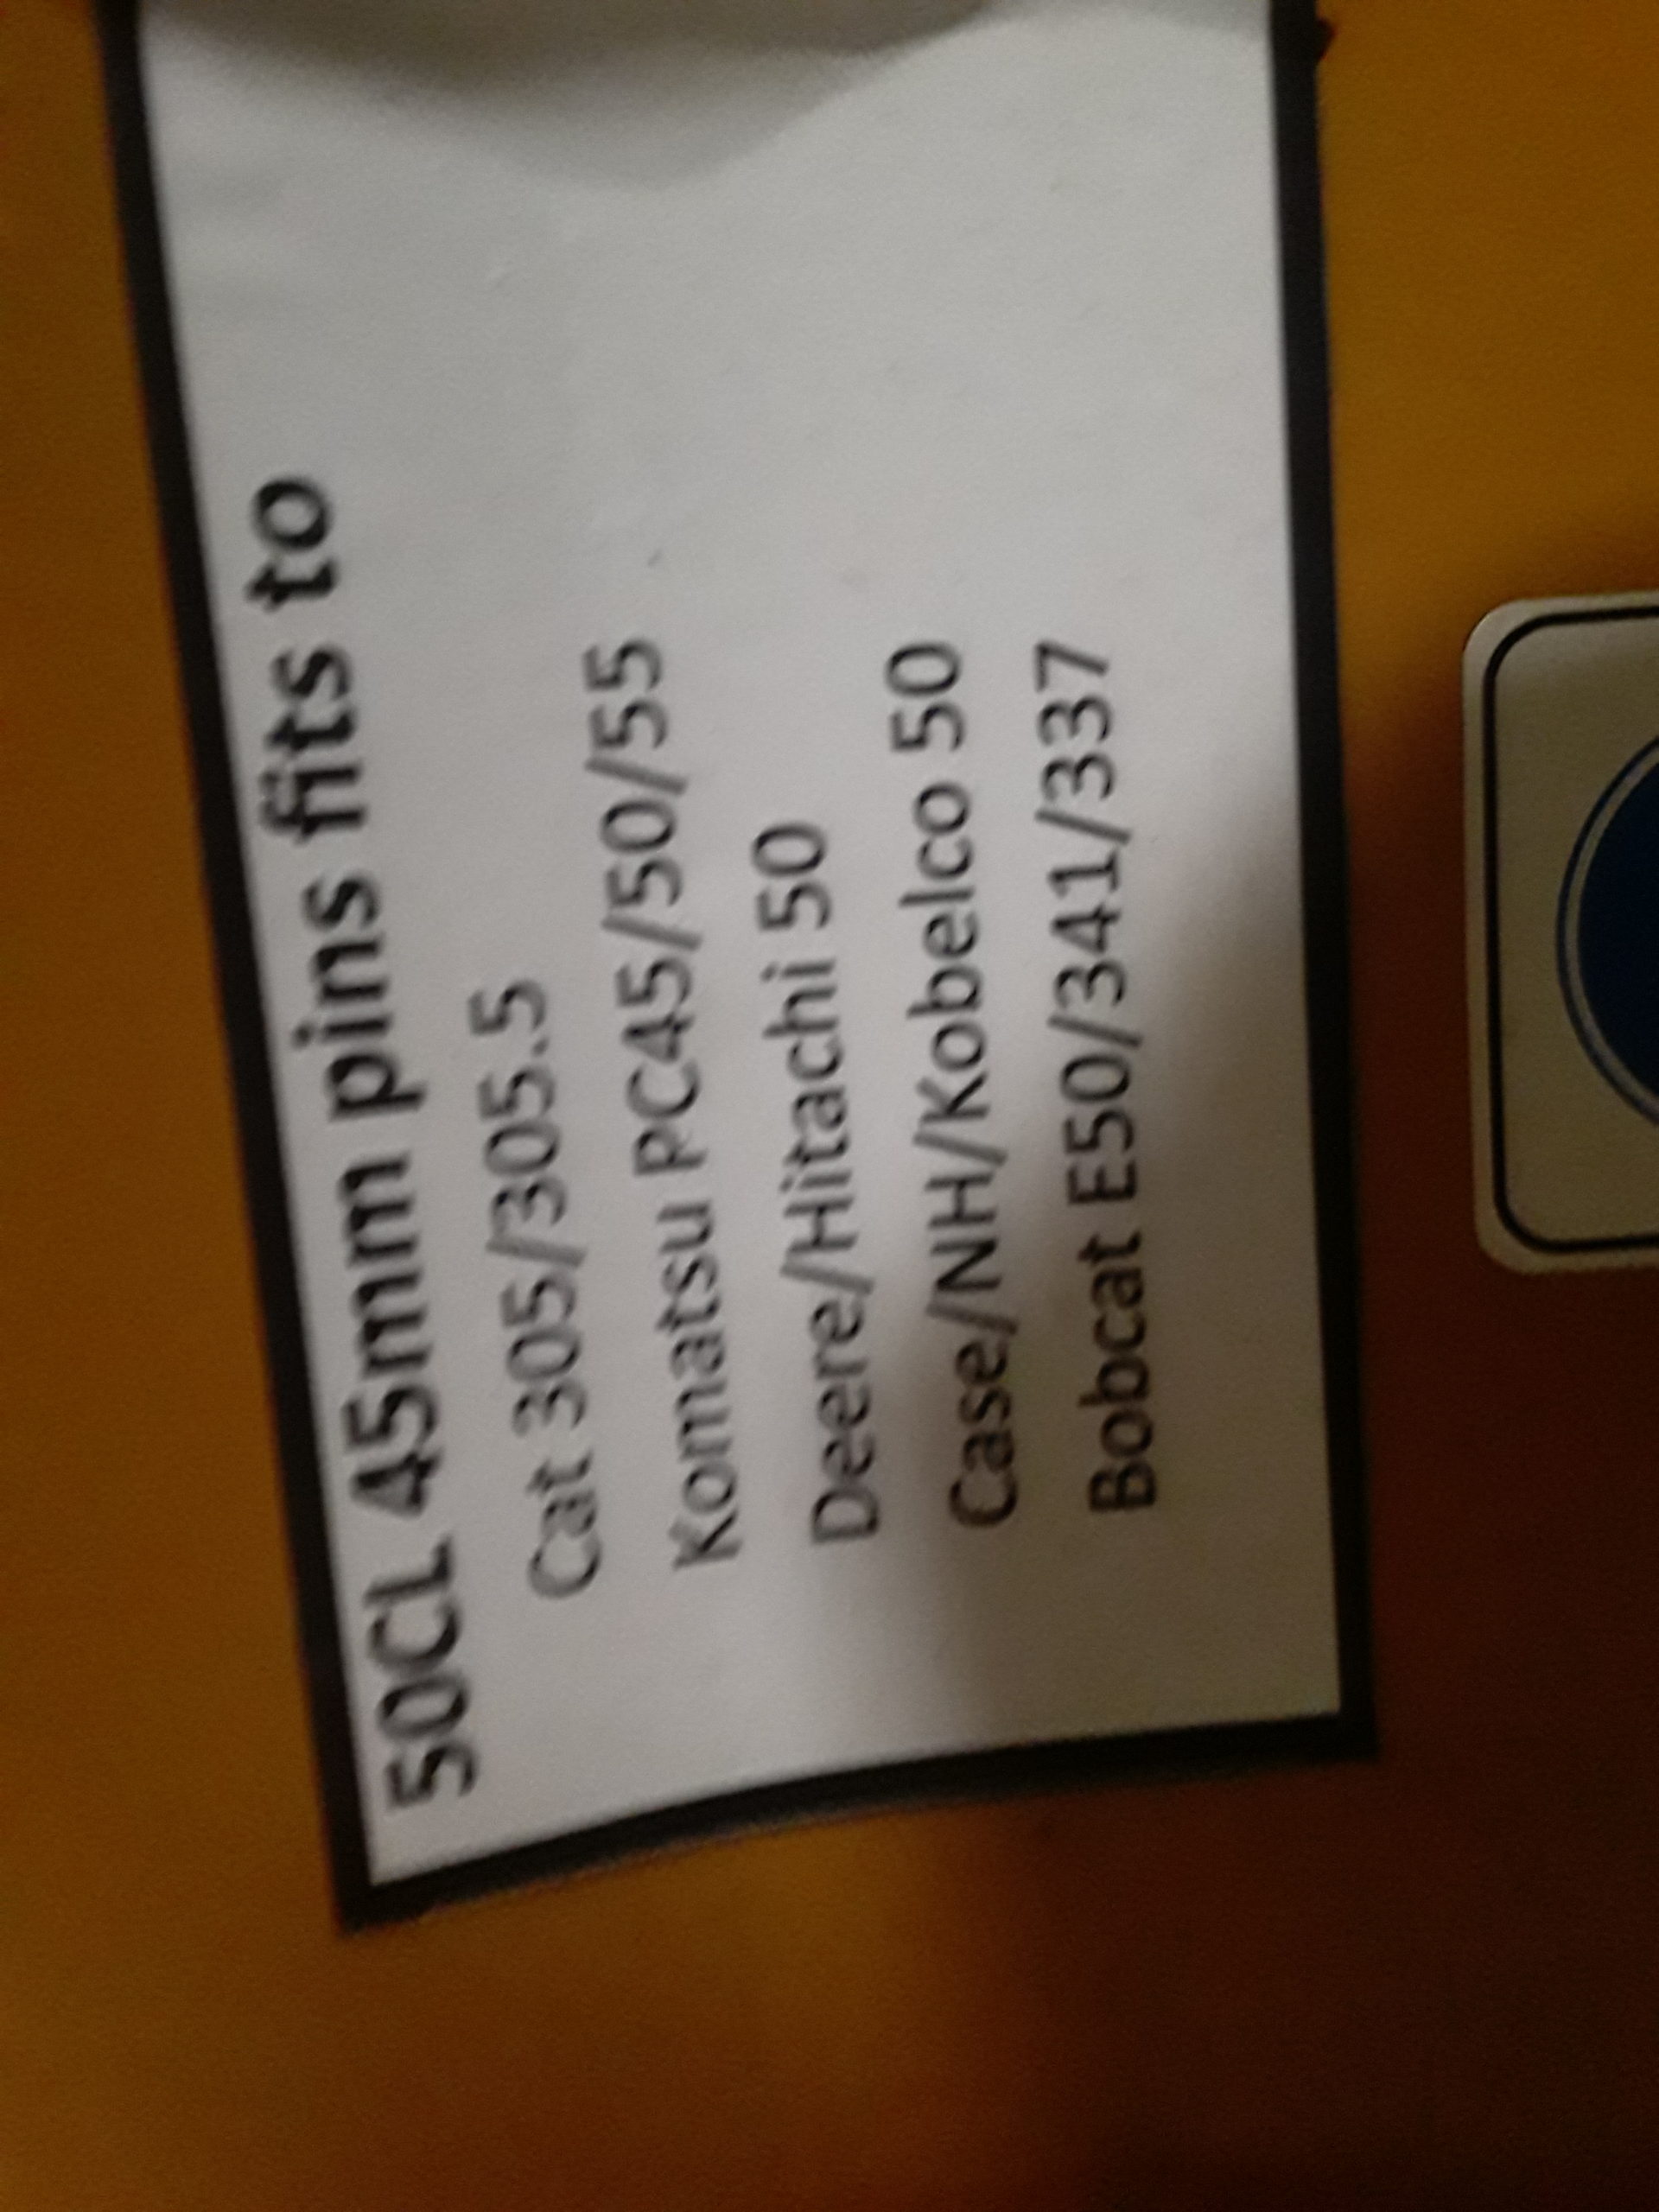 50CL 45mm pins fits to
Cat 305/305.5
Komatsu PC45/50/55
Deere/Hitachi 50
Case/NH/Kobelco 50
Bobcat E50/341/337